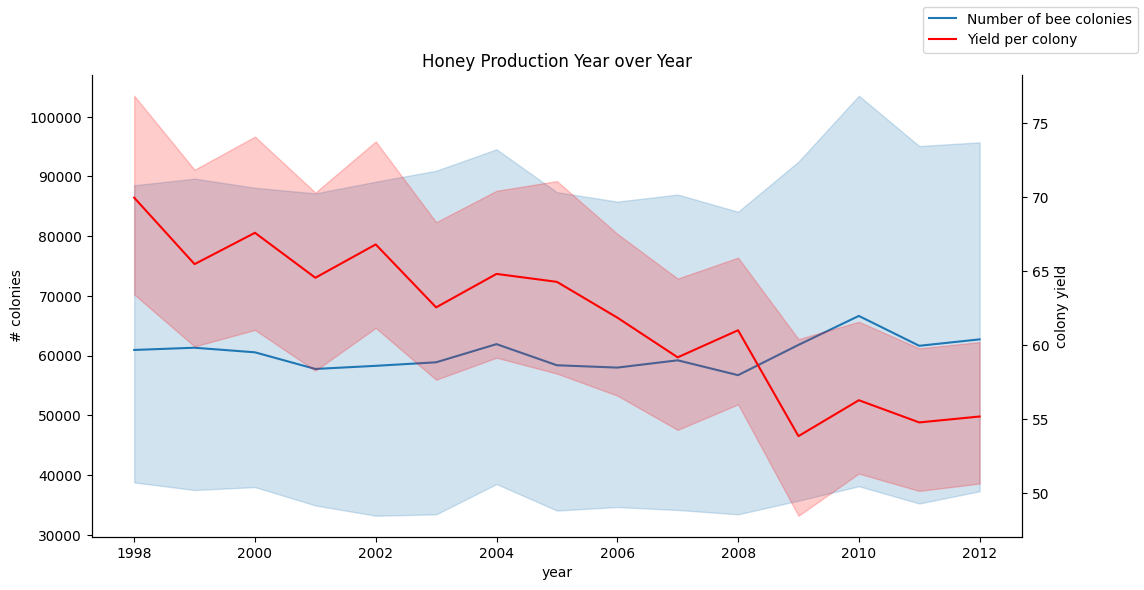 Number of bee colonies
Yield per colony
Honey Production Year over Year
# colonies
100000
90000
80000
70000
60000
50000
40000
30000
75
70
65
60
55
50
colony yield
1998 2000 2002 2004 2006 2008 2010 2012
year